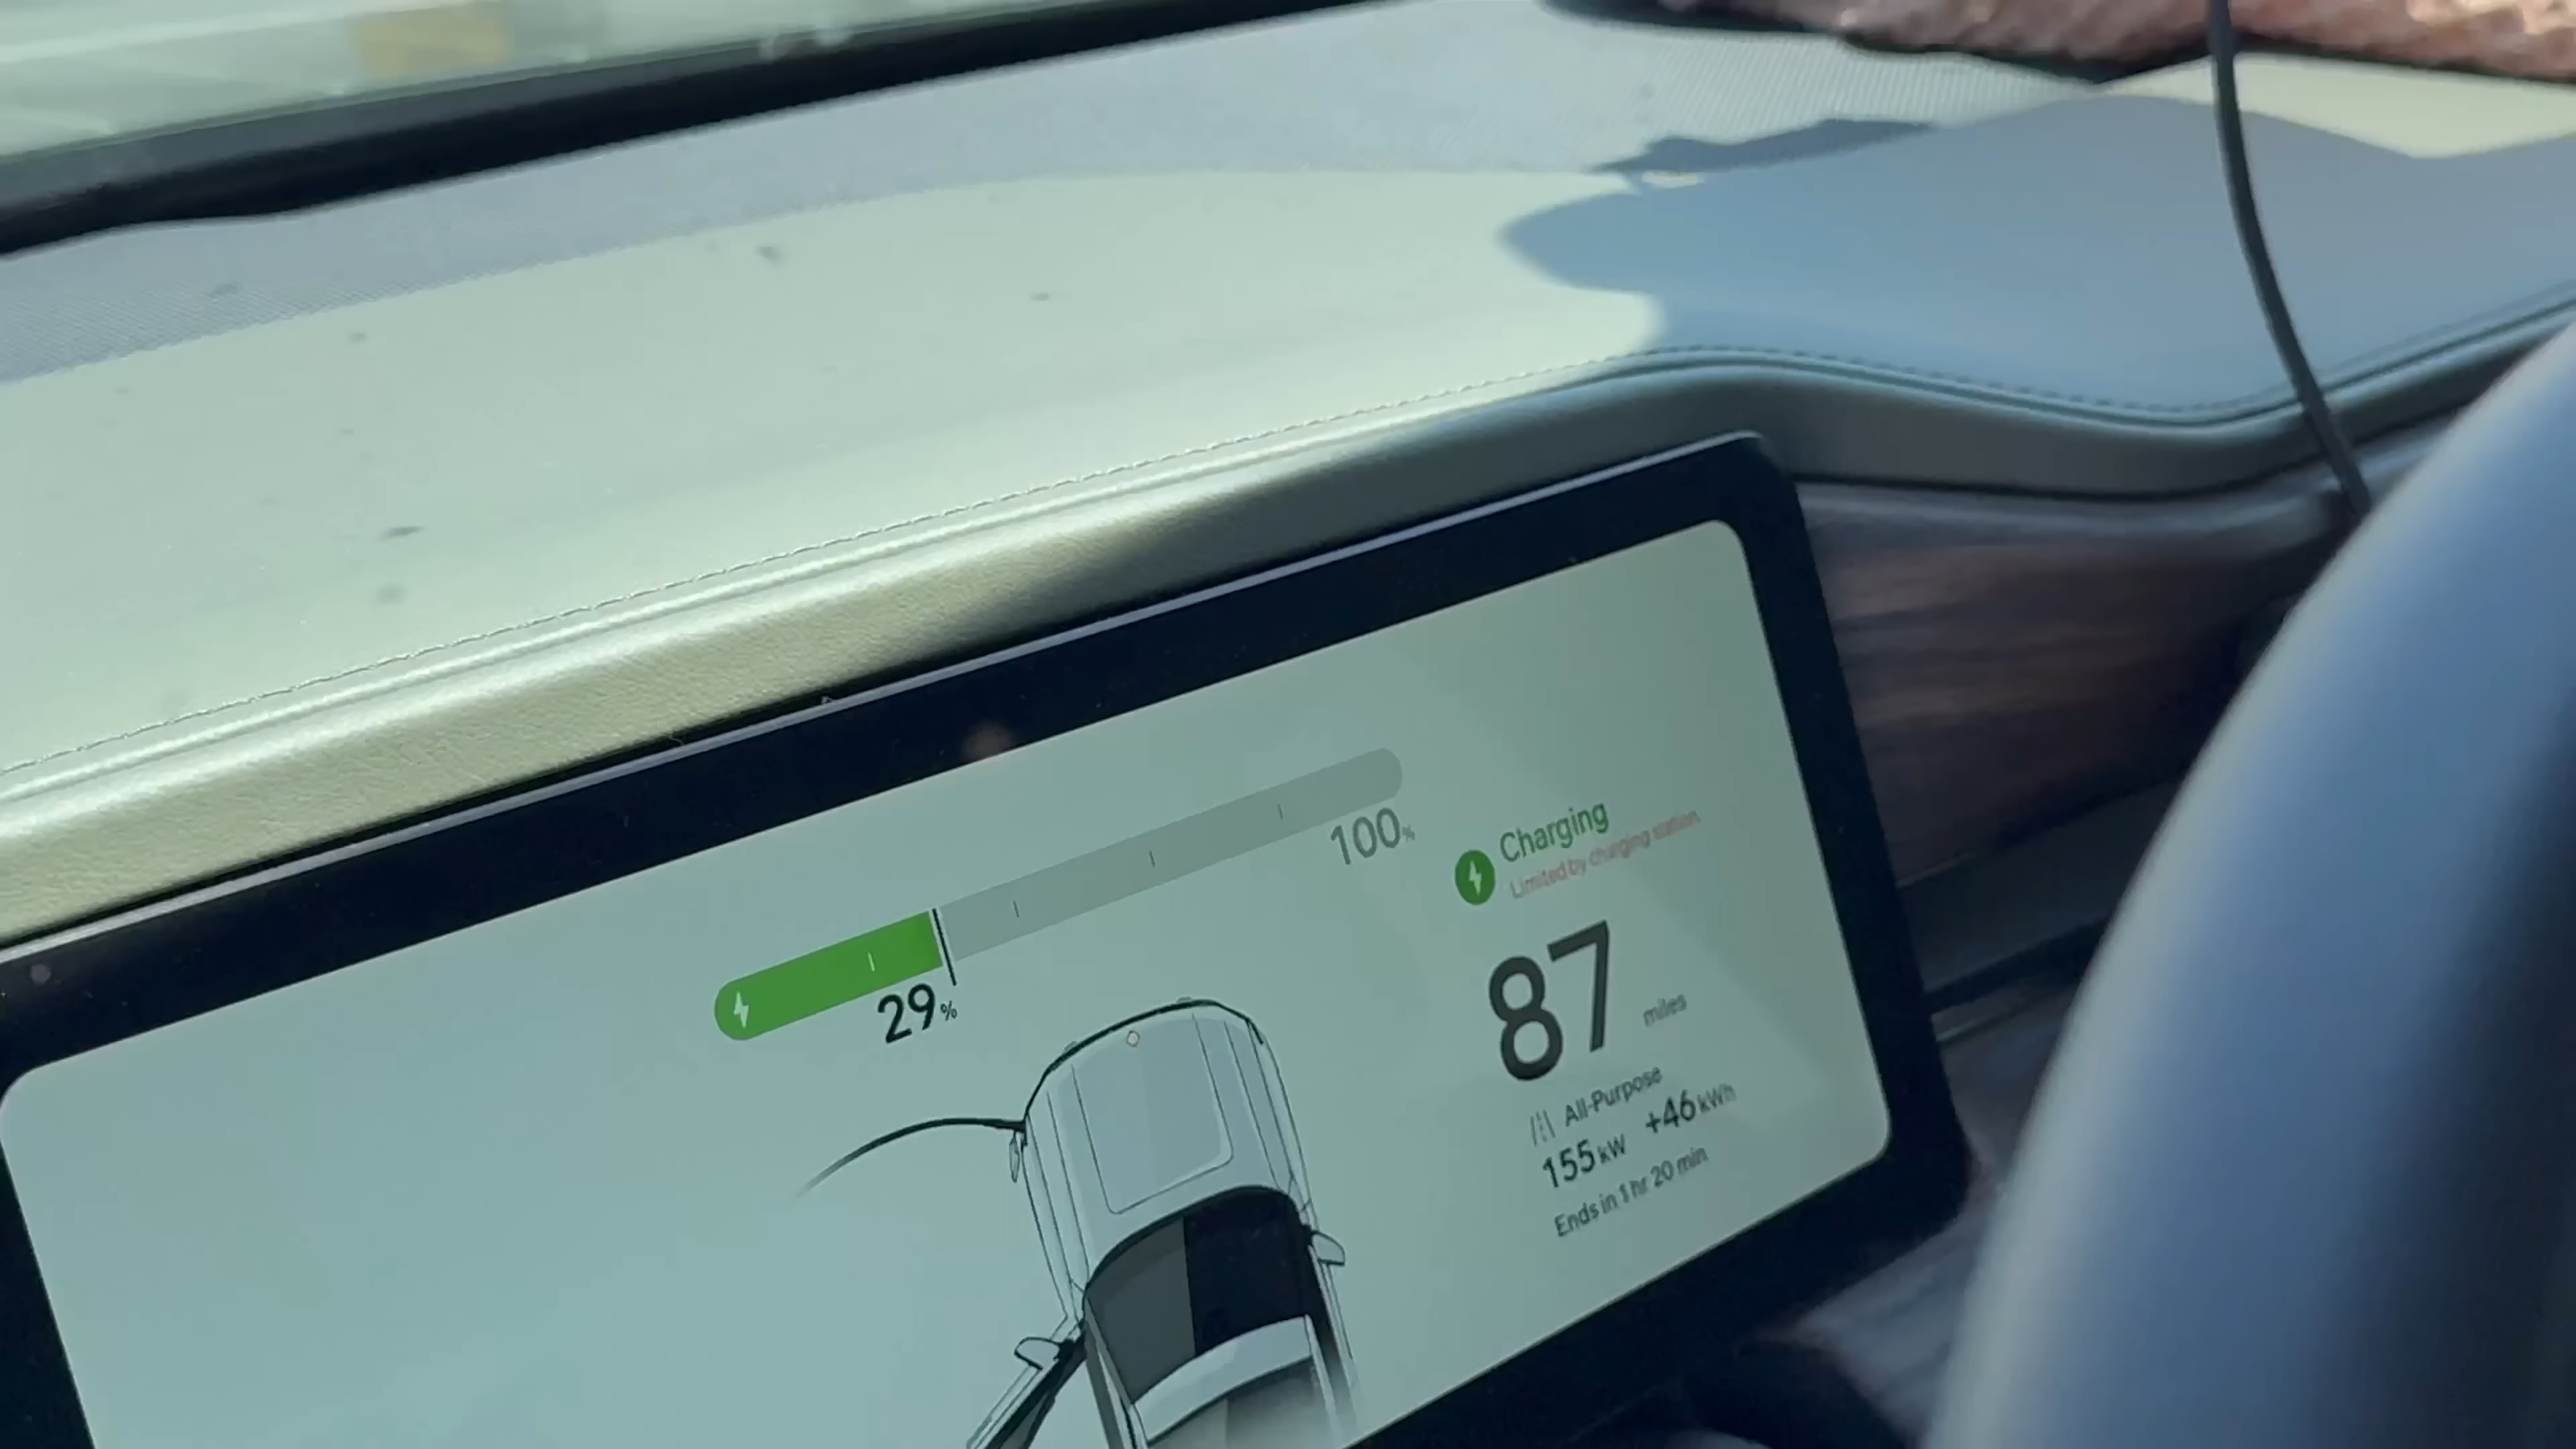 100%
29%
Charging
Limited by charging station
87 miles
All-Purpose
155 kW +46 kWh
Ends in 1 hr 20 min